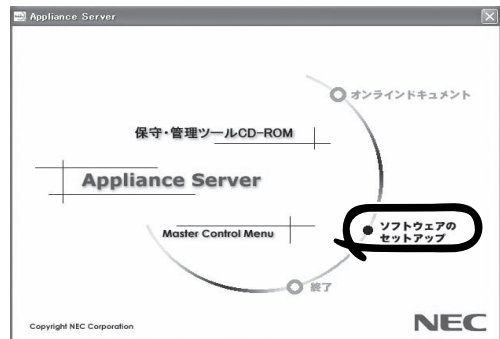 Appliance Server
オンラインドキュメント
保守・管理ツールCD-ROM
Appliance Server
ソフトウェアの
セットアップ
Master Control Menu
終了
Copyright NEC Corporation
NEC